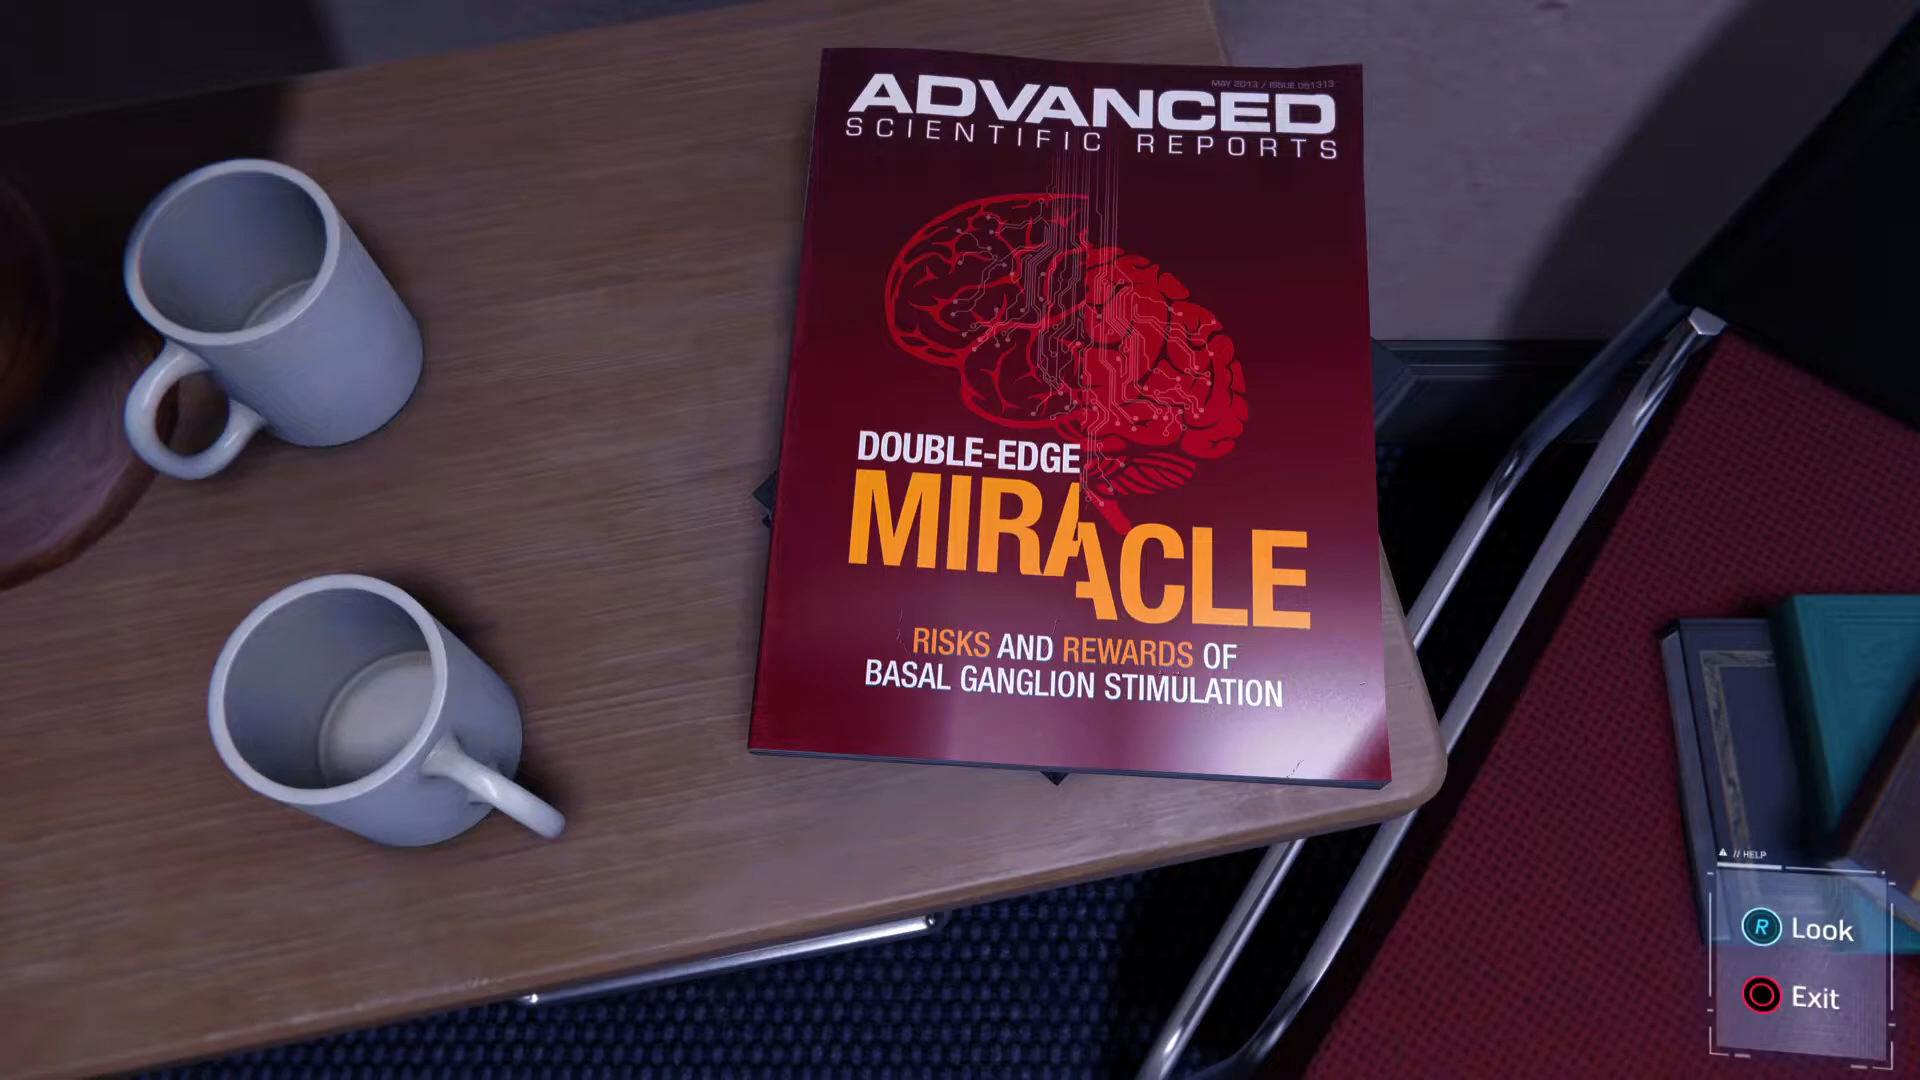 MAY 2013 / ISSUE 051313
ADVANCED
SCIENTIFIC REPORTS
DOUBLE-EDGE
MIRACLE
RISKS AND REWARDS OF
BASAL GANGLION STIMULATION
// HELP
R Look
Exit